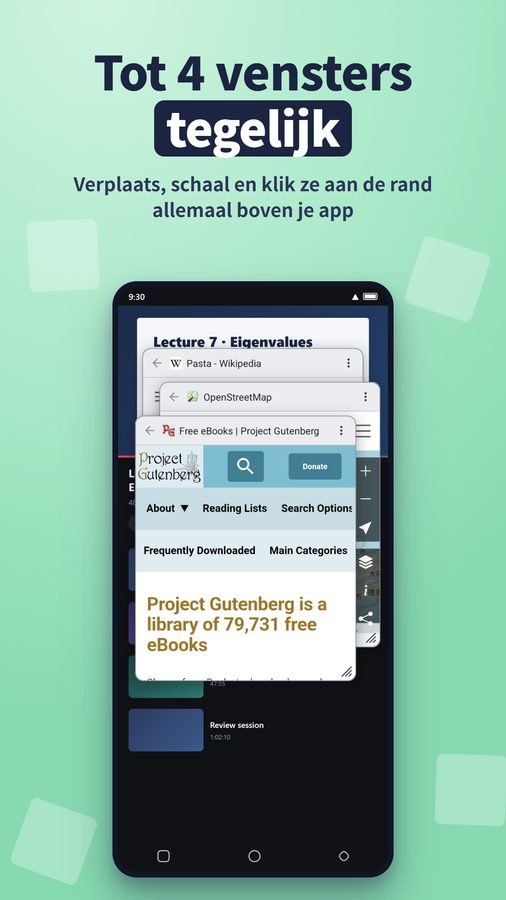 Tot 4 vensters
tegelijk
Verplaats, schaal en klik ze aan de rand
allemaal boven je app
9:30
Lecture 7 · Eigenvalues
Pasta - Wikipedia
OpenStreetMap
Free eBooks | Project Gutenberg
Project
Gutenberg
Donate
About ▼ Reading Lists Search Options
Frequently Downloaded Main Categories
Project Gutenberg is a
library of 79,731 free
eBooks
47:55
Review session
1:02:10